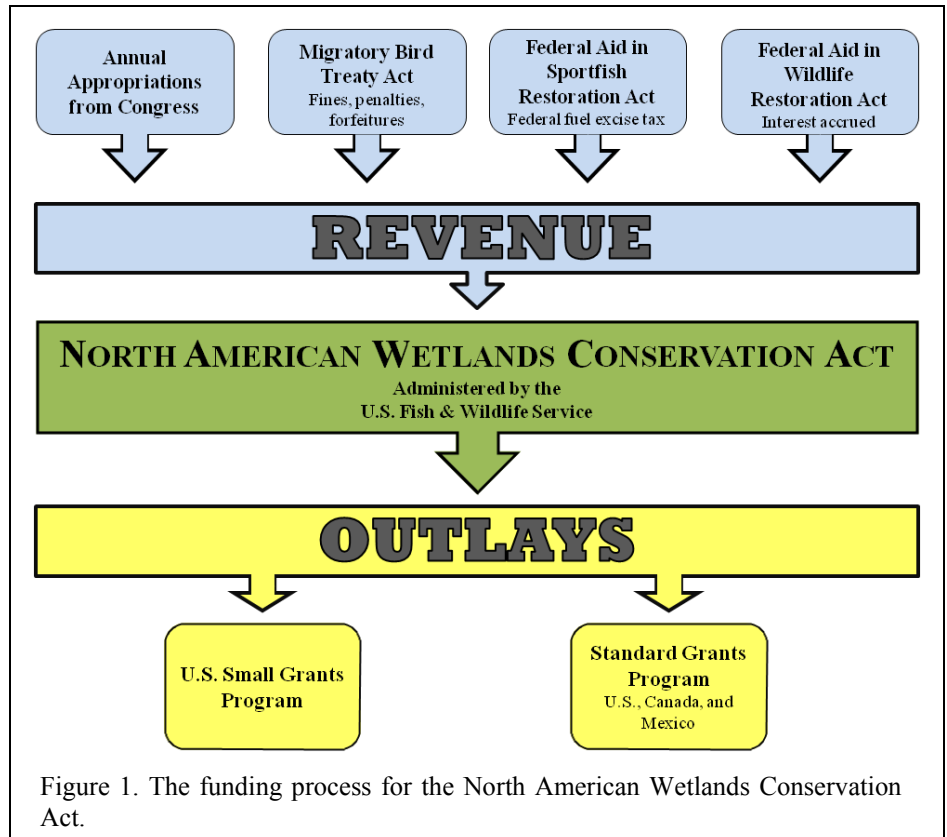 Annual
Appropriations
from Congress
Migratory Bird
Treaty Act
Fines, penalties,
forfeitures
Federal Aid in
Sportfish
Restoration Act
Federal fuel excise tax
Federal Aid in
Wildlife
Restoration Act
Interest accrued
REVENUE
NORTH AMERICAN WETLANDS CONSERVATION ACT
Administered by the
U.S. Fish & Wildlife Service
OUTLAYS
U.S. Small Grants
Program
Standard Grants
Program
U.S., Canada, and
Mexico
Figure 1. The funding process for the North American Wetlands Conservation
Act.